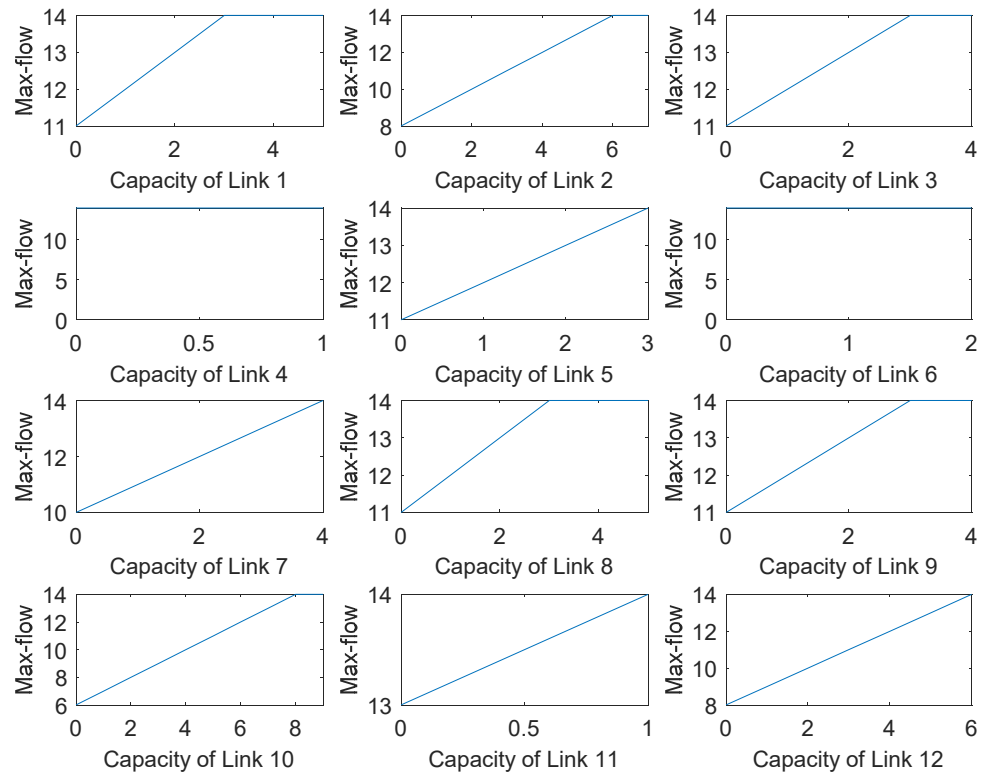 Max-flow
14
13
12
11
0 2 4
Capacity of Link 1
Max-flow
14
12
10
8
0 2 4 6
Capacity of Link 2
Max-flow
14
13
12
11
0 2 4
Capacity of Link 3
Max-flow
10
5
0
0 0.5 1
Capacity of Link 4
Max-flow
14
13
12
11
0 1 2 3
Capacity of Link 5
Max-flow
10
5
0
0 1 2
Capacity of Link 6
Max-flow
14
12
10
0 2 4
Capacity of Link 7
Max-flow
14
13
12
11
0 2 4
Capacity of Link 8
Max-flow
14
13
12
11
0 2 4
Capacity of Link 9
Max-flow
14
12
10
8
6
0 2 4 6 8
Capacity of Link 10
Max-flow
14
13
0 0.5 1
Capacity of Link 11
Max-flow
14
12
10
8
0 2 4 6
Capacity of Link 12